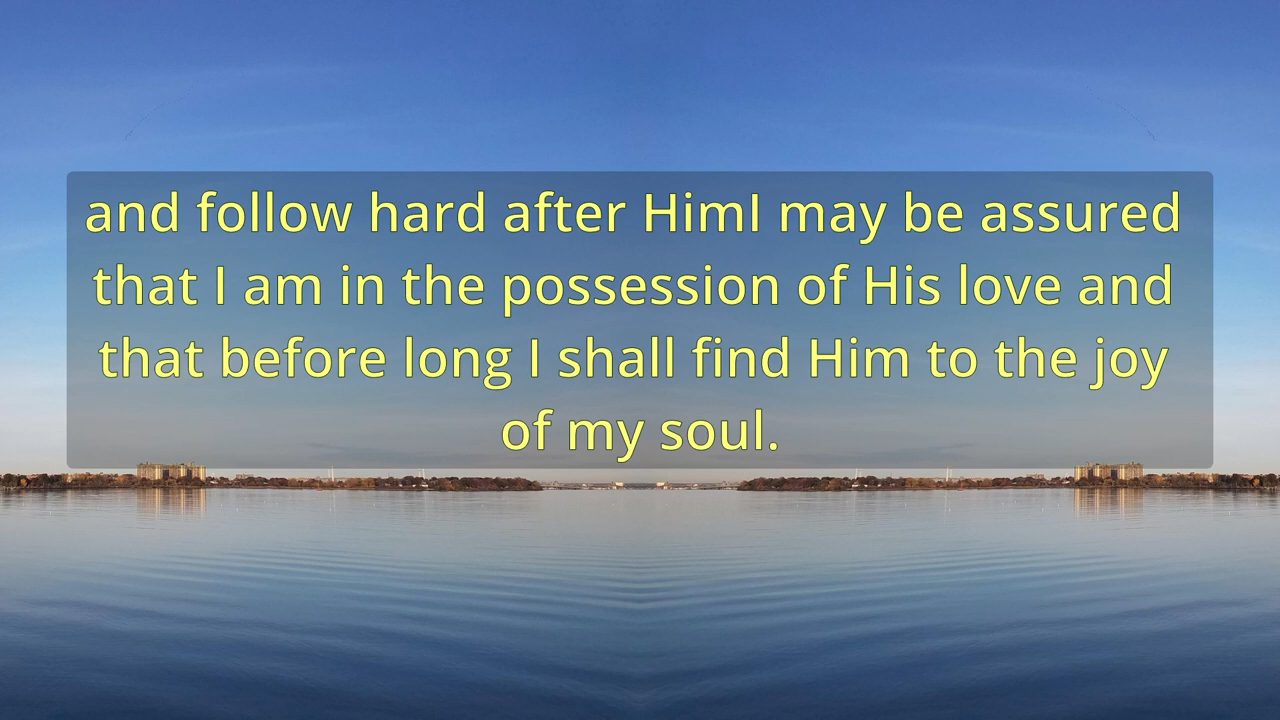 and follow hard after HimI may be assured
that I am in the possession of His love and
that before long I shall find Him to the joy
of my soul.